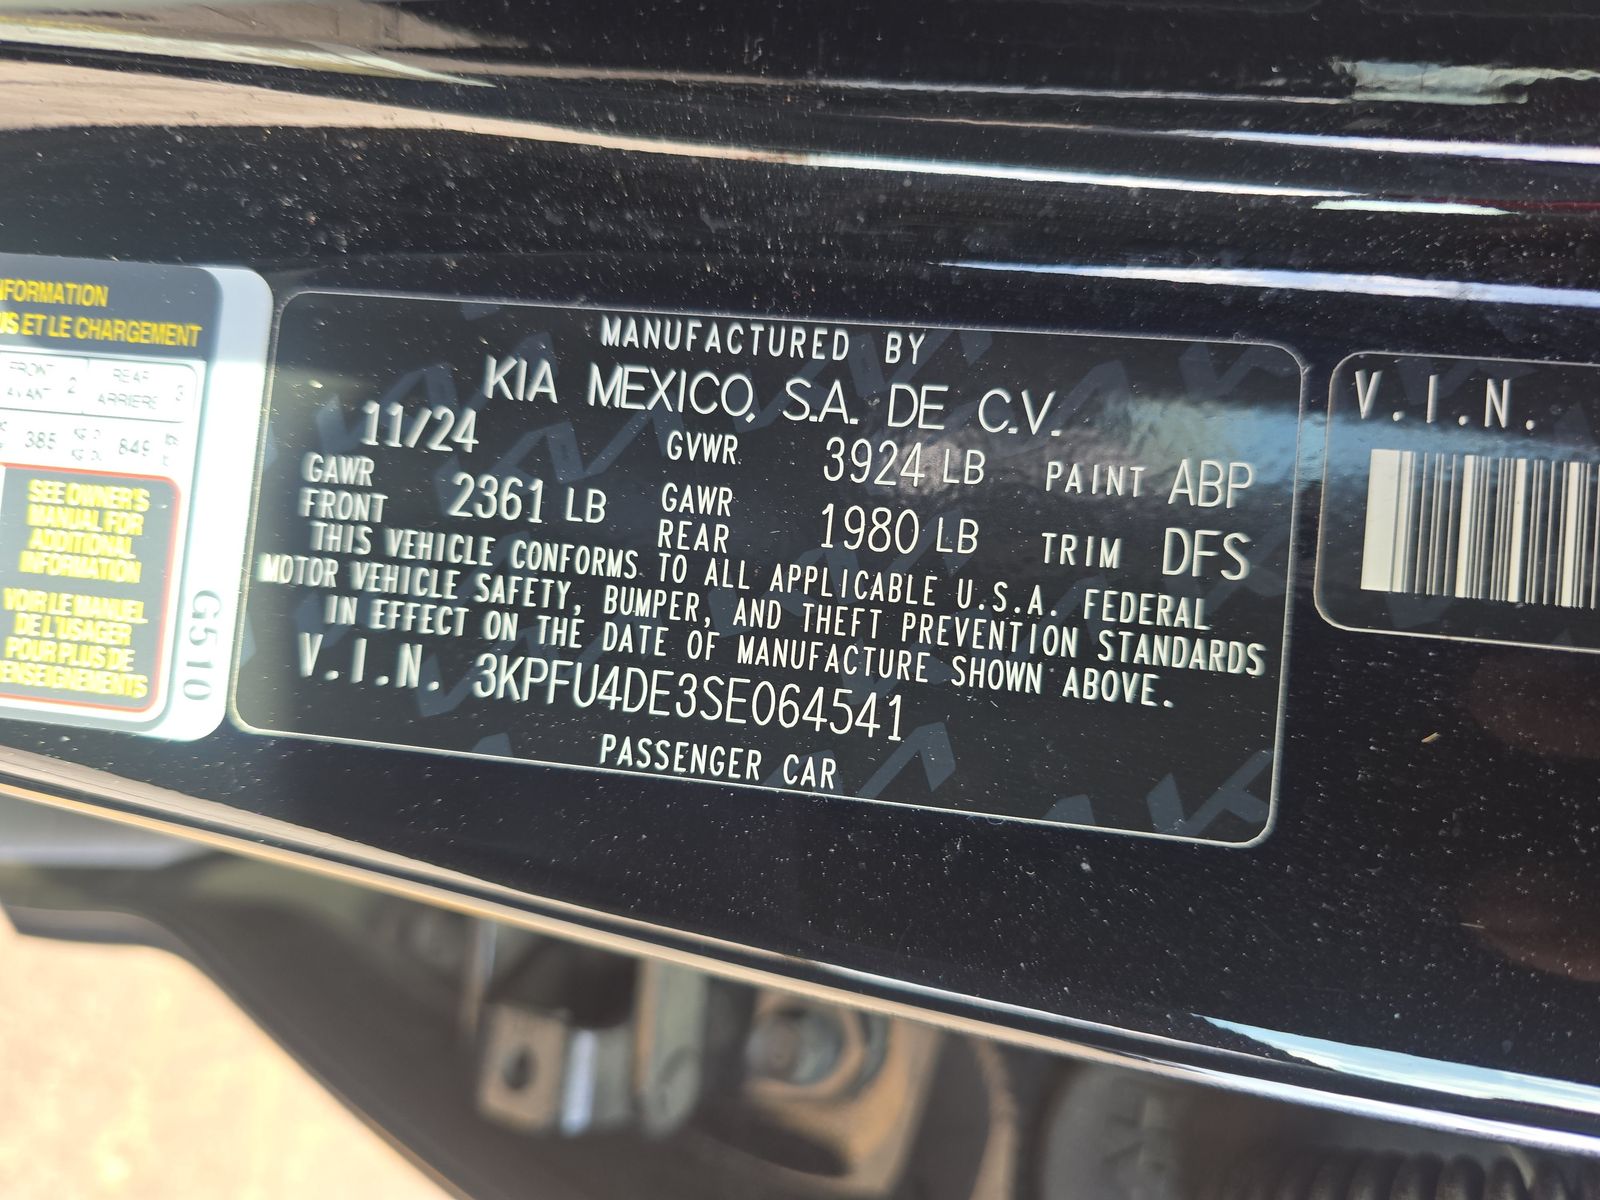 NFORMATION
US ET LE CHARGEMENT
FRONT
AVANT 2
REAR
ARRIERE 3
385
849
SEE OWNER'S
MANUAL FOR
ADDITIONAL
INFORMATION
VOIR LE MANUEL
DE L'USAGER
POUR PLUS DE
RENSEIGNEMENTS
G510
MANUFACTURED BY
KIA MEXICO, S.A. DE C.V.
11/24 GVWR 3924 LB PAINT ABP
GAWR
FRONT 2361 LB GAWR
REAR 1980 LB TRIM DFS
THIS VEHICLE CONFORMS TO ALL APPLICABLE U.S.A. FEDERAL
MOTOR VEHICLE SAFETY, BUMPER, AND THEFT PREVENTION STANDARDS
IN EFFECT ON THE DATE OF MANUFACTURE SHOWN ABOVE.
V.I.N. 3KPFU4DE3SE064541
PASSENGER CAR
V.I.N.